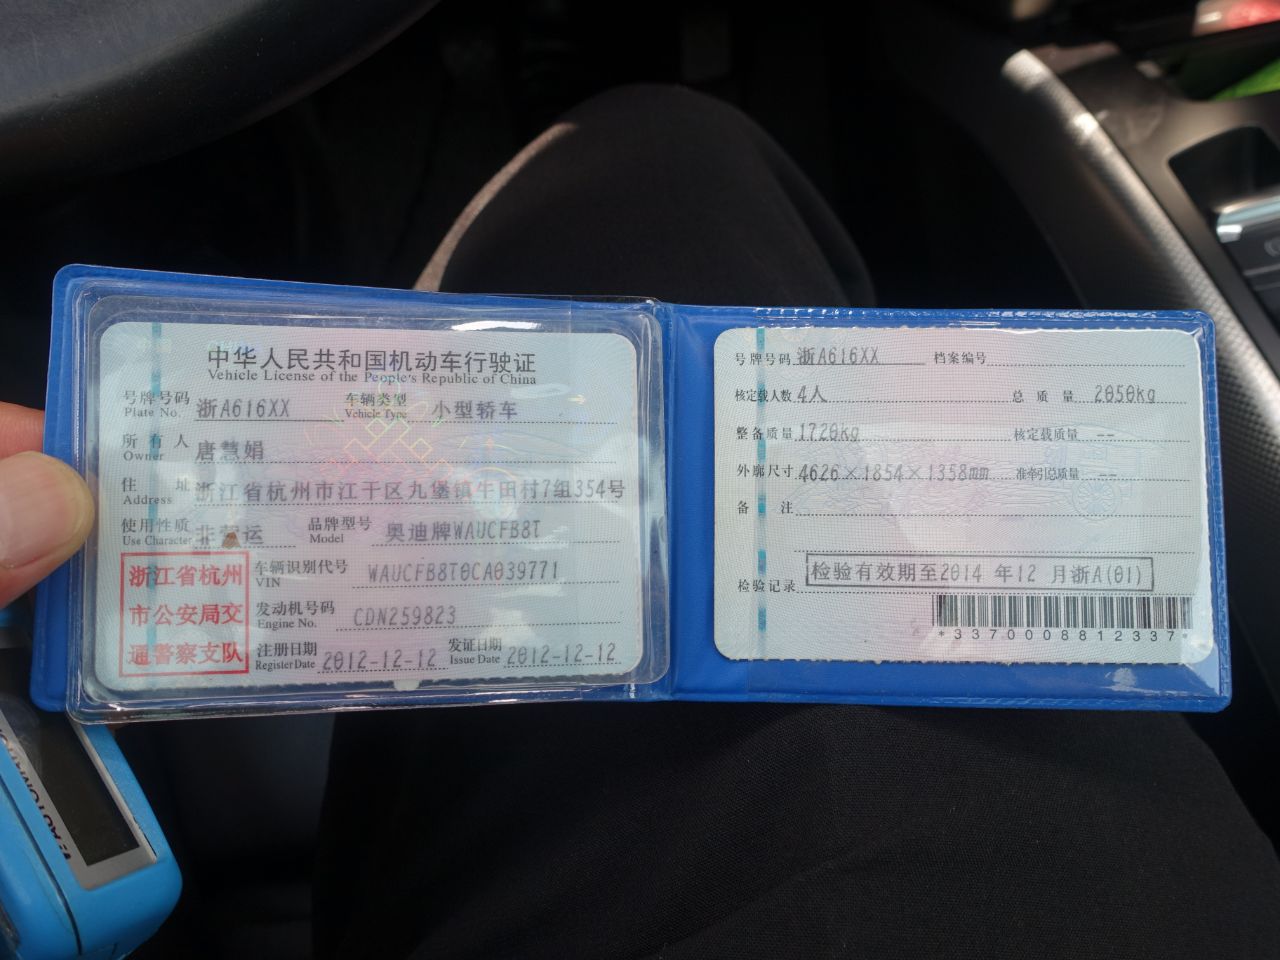 中华人民共和国机动车行驶证
Vehicle License of the People's Republic of China
号牌号码 Plate No. 浙A616XX 车辆类型 Vehicle Type 小型轿车
所有人 Owner 唐慧娟
住址 Address 浙江省杭州市江干区九堡镇牛田村7组354号
使用性质 Use Character 非营运 品牌型号 Model 奥迪牌WAUCFB8T
浙江省杭州
市公安局交
通警察支队
车辆识别代号 VIN WAUCFB8T0CA039771
发动机号码 Engine No. CDN259823
注册日期 Register Date 2012-12-12 发证日期 Issue Date 2012-12-12
号牌号码 浙A616XX 档案编号
核定载人数 4人 总质量 2050kg
整备质量 1720kg 核定载质量 --
外廓尺寸 4626×1854×1358mm 准牵引总质量 --
备注
检验记录 检验有效期至2014 年12 月浙A(01)
*3370008812337*